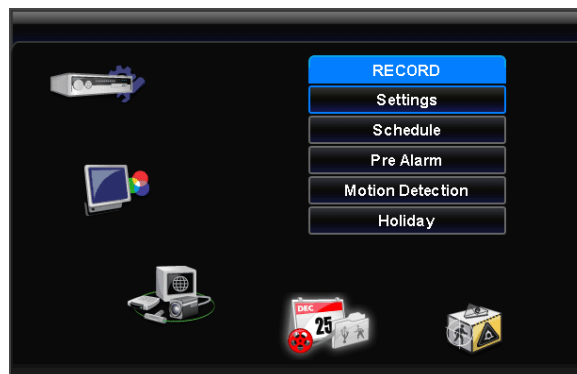 RECORD
Settings
Schedule
Pre Alarm
Motion Detection
Holiday
DEC
25